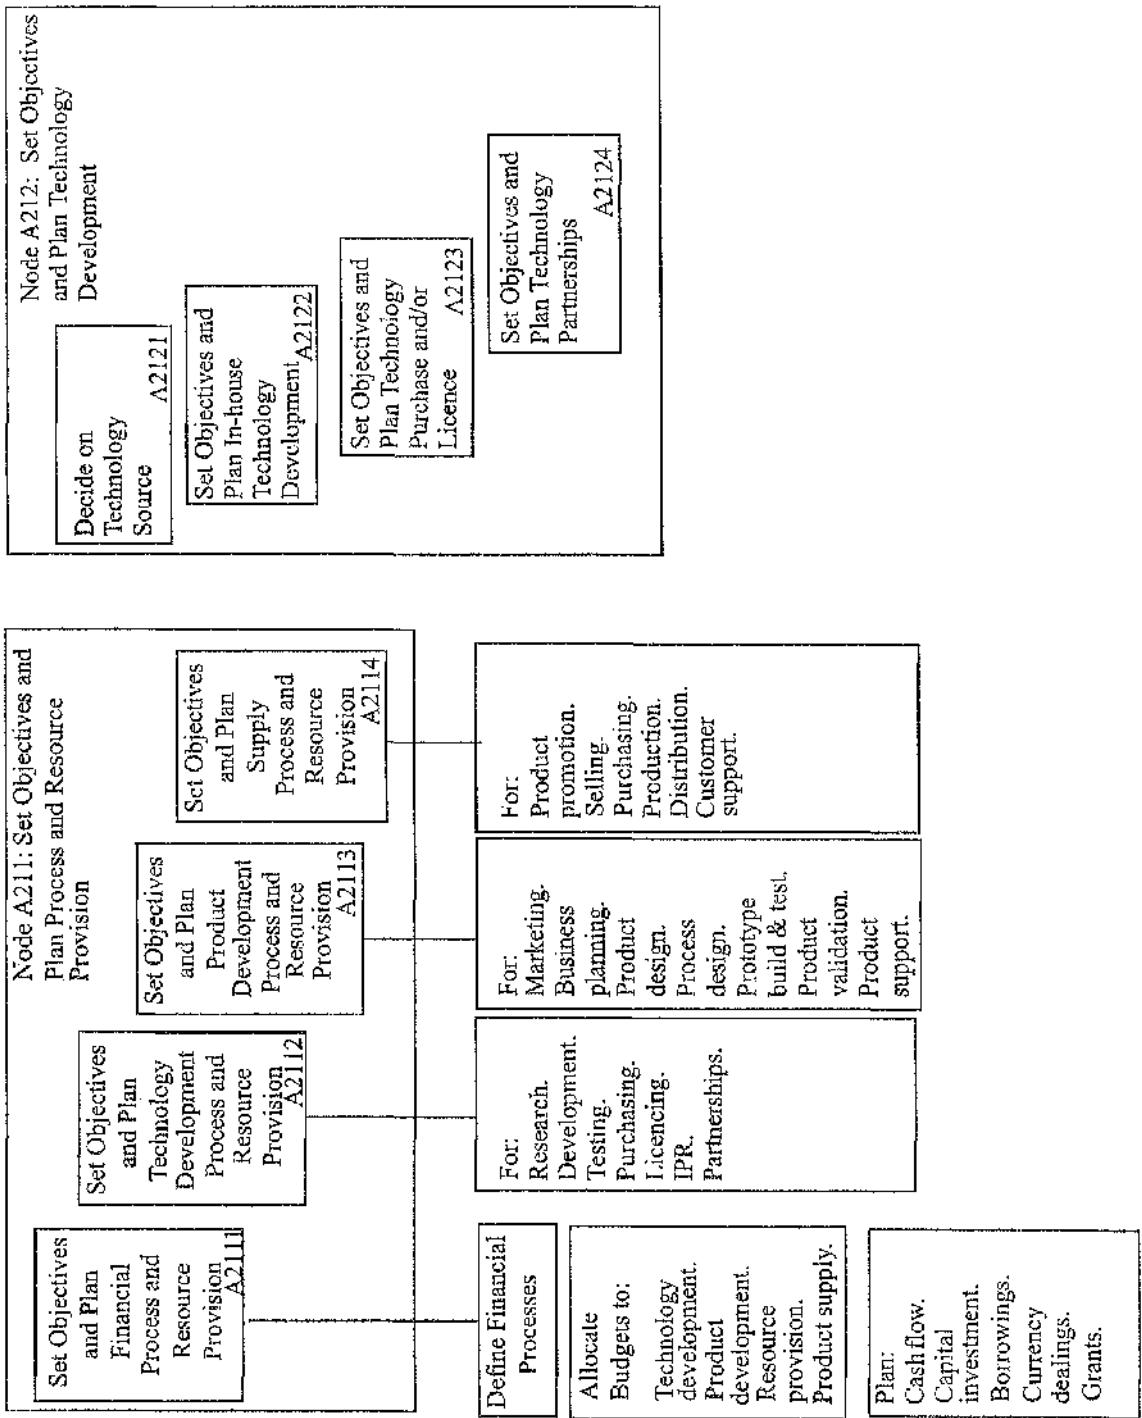 Node A211: Set Objectives and
Plan Process and Resource
Provision
Set Objectives
and Plan
Financial
Process and
Resource
Provision
A2111
Set Objectives
and Plan
Technology
Development
Process and
Resource
Provision
A2112
Set Objectives
and Plan
Product
Development
Process and
Resource
Provision
A2113
Set Objectives
and Plan
Supply
Process and
Resource
Provision
A2114
Define Financial
Processes
Allocate
Budgets to:
Technology
development.
Product
development.
Resource
provision.
Product supply.
Plan:
Cash flow.
Capital
investment.
Borrowings.
Currency
dealings.
Grants.
For:
Research.
Development.
Testing.
Purchasing.
Licencing.
IPR.
Partnerships.
For:
Marketing.
Business
planning.
Product
design.
Process
design.
Prototype
build & test.
Product
validation.
Product
support.
For:
Product
promotion.
Selling.
Purchasing.
Production.
Distribution.
Customer
support.
Node A212: Set Objectives
and Plan Technology
Development
Decide on
Technology
Source
A2121
Set Objectives and
Plan In-house
Technology
Development
A2122
Set Objectives and
Plan Technology
Purchase and/or
Licence A2123
Set Objectives and
Plan Technology
Partnerships
A2124